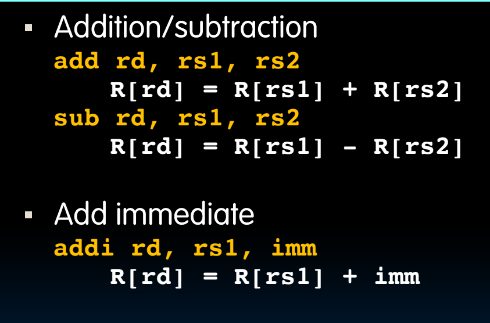 ▪ Addition/subtraction
add rd, rs1, rs2
R[rd] = R[rs1] + R[rs2]
sub rd, rs1, rs2
R[rd] = R[rs1] - R[rs2]
▪ Add immediate
addi rd, rs1, imm
R[rd] = R[rs1] + imm